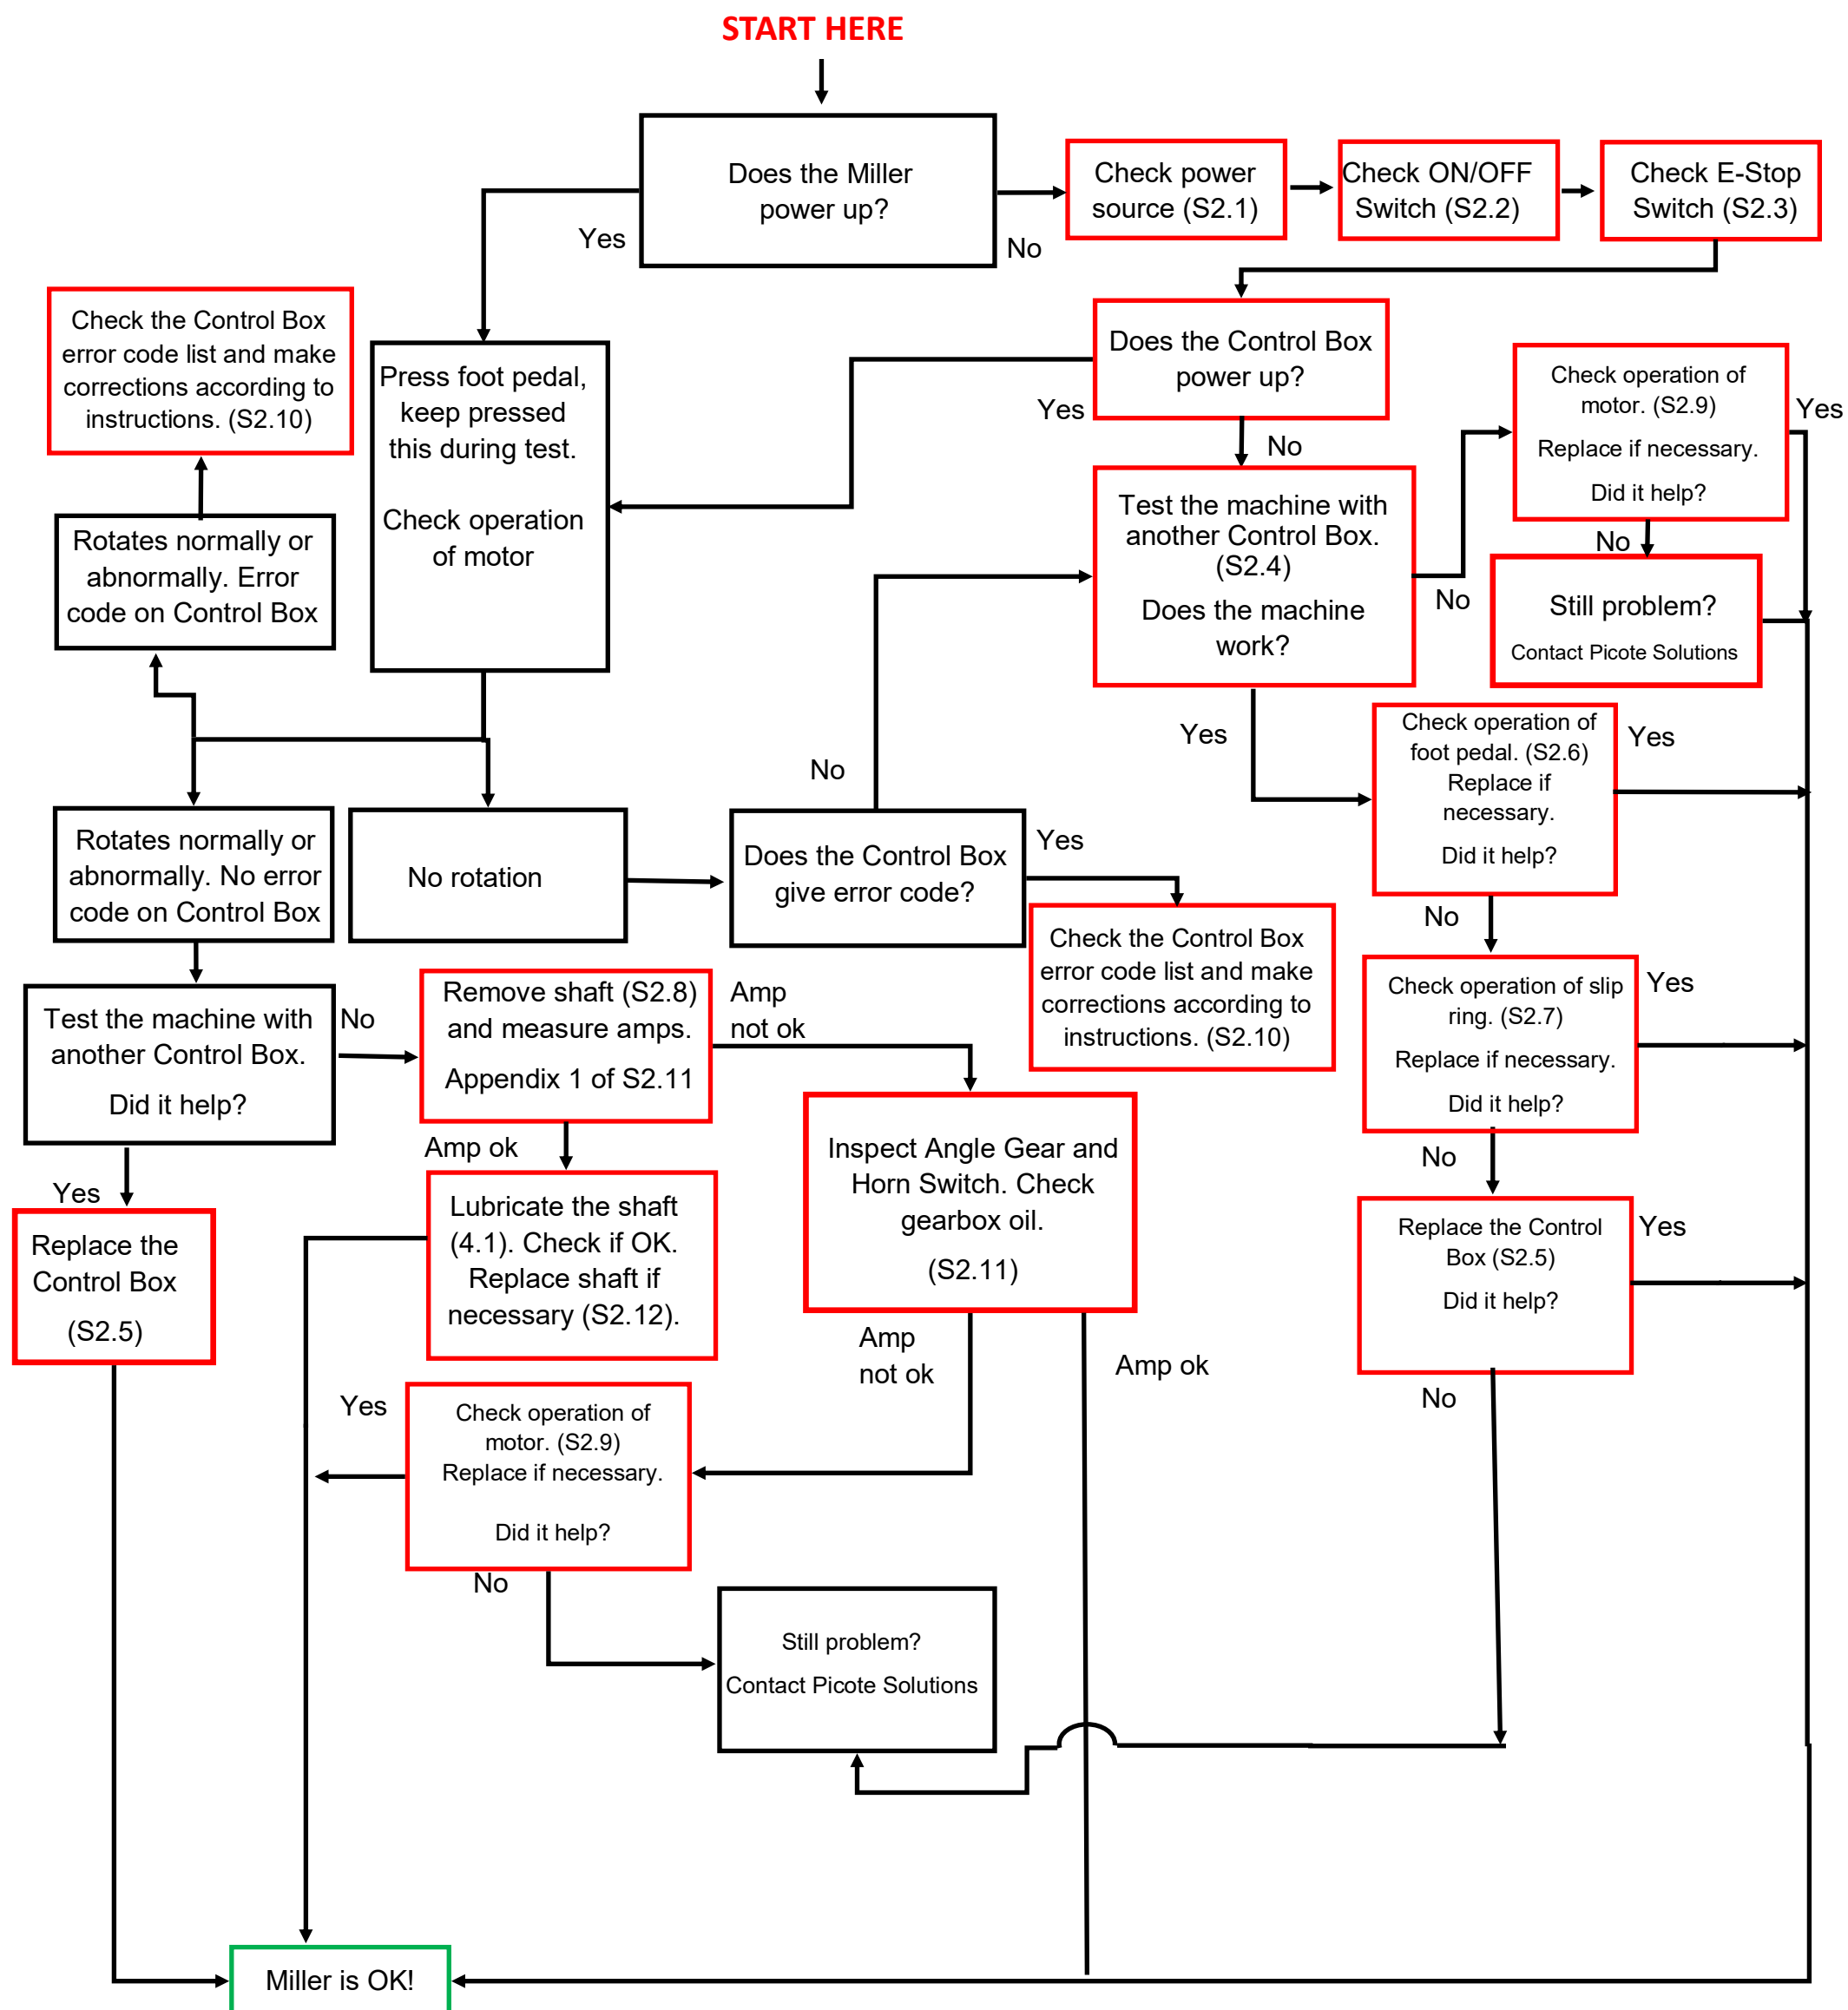 START HERE
Does the Miller
power up?
Yes
No
Check power
source (S2.1)
Check ON/OFF
Switch (S2.2)
Check E-Stop
Switch (S2.3)
Check the Control Box
error code list and make
corrections according to
instructions. (S2.10)
Press foot pedal,
keep pressed
this during test.
Check operation
of motor
Does the Control Box
power up?
Yes
No
Check operation of
motor. (S2.9)
Replace if necessary.
Did it help?
Yes
No
Rotates normally or
abnormally. Error
code on Control Box
Test the machine with
another Control Box.
(S2.4)
Does the machine
work?
No
Yes
Still problem?
Contact Picote Solutions
Check operation of
foot pedal. (S2.6)
Replace if
necessary.
Did it help?
Yes
No
Rotates normally or
abnormally. No error
code on Control Box
No rotation
Does the Control Box
give error code?
No
Yes
Check the Control Box
error code list and make
corrections according to
instructions. (S2.10)
Check operation of slip
ring. (S2.7)
Replace if necessary.
Did it help?
Yes
No
Test the machine with
another Control Box.
Did it help?
No
Yes
Remove shaft (S2.8)
and measure amps.
Appendix 1 of S2.11
Amp
not ok
Amp ok
Inspect Angle Gear and
Horn Switch. Check
gearbox oil.
(S2.11)
Amp
not ok
Amp ok
Replace the
Control Box
(S2.5)
Lubricate the shaft
(4.1). Check if OK.
Replace shaft if
necessary (S2.12).
Replace the Control
Box (S2.5)
Did it help?
Yes
No
Yes
Check operation of
motor. (S2.9)
Replace if necessary.
Did it help?
No
Still problem?
Contact Picote Solutions
Miller is OK!